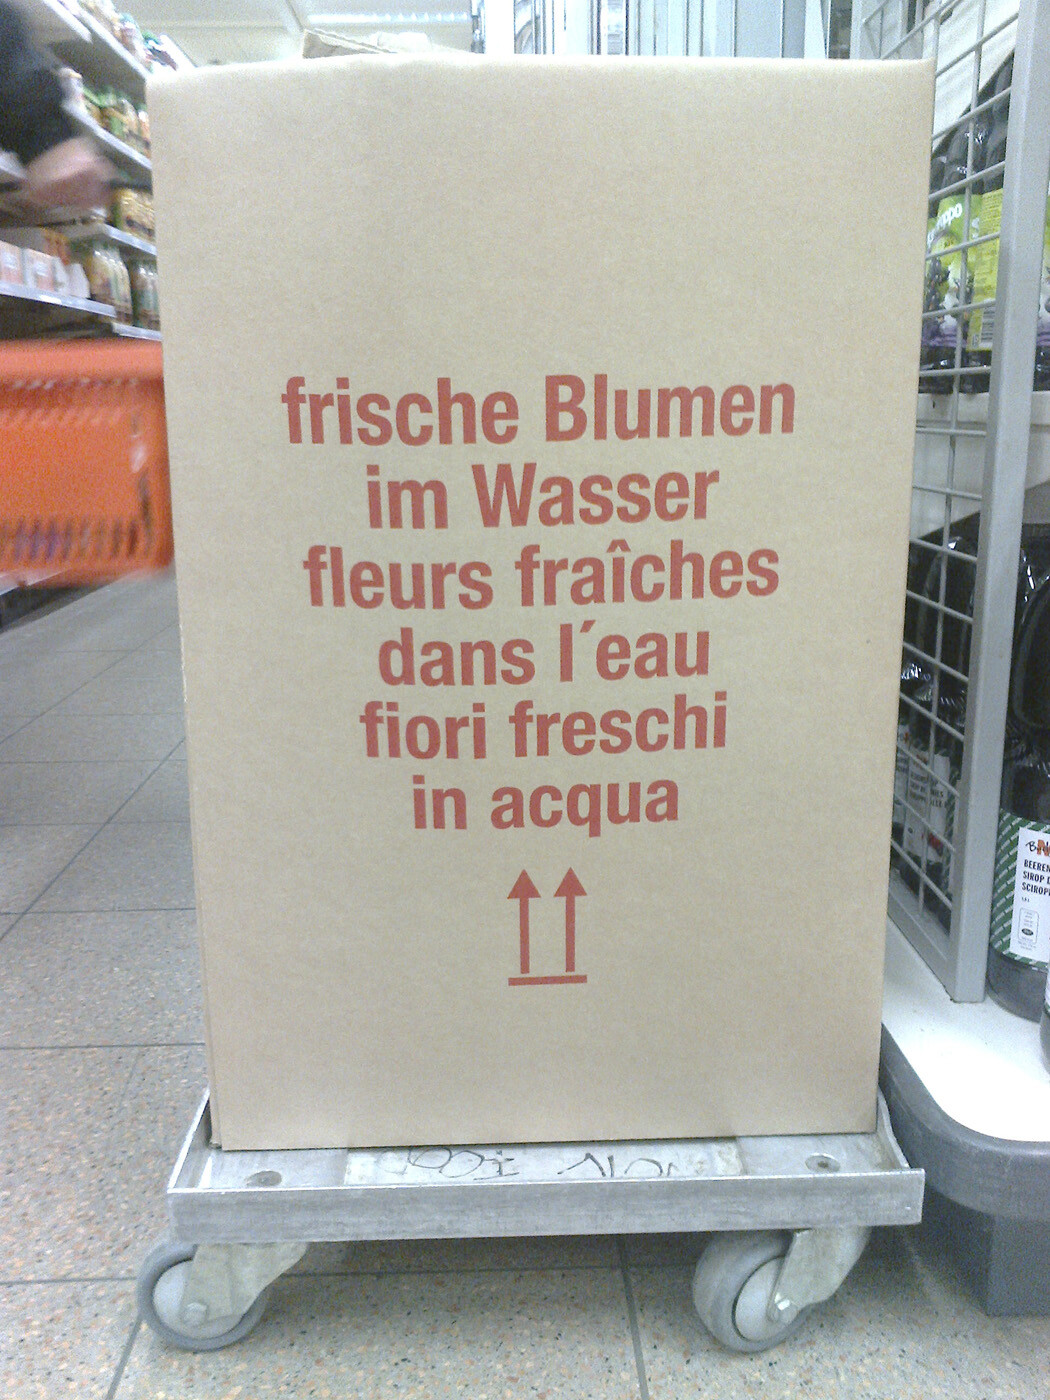 frische Blumen
im Wasser
fleurs fraîches
dans l´eau
fiori freschi
in acqua